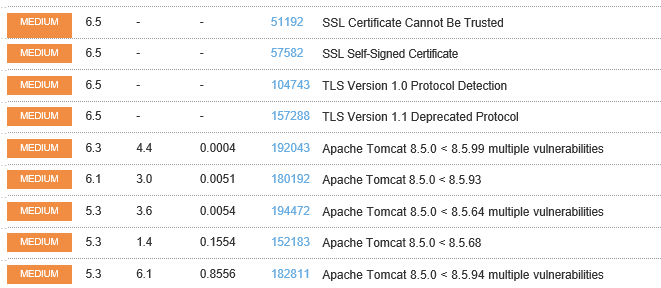 MEDIUM 6.5 - - 51192 SSL Certificate Cannot Be Trusted
MEDIUM 6.5 - - 57582 SSL Self-Signed Certificate
MEDIUM 6.5 - - 104743 TLS Version 1.0 Protocol Detection
MEDIUM 6.5 - - 157288 TLS Version 1.1 Deprecated Protocol
MEDIUM 6.3 4.4 0.0004 192043 Apache Tomcat 8.5.0 < 8.5.99 multiple vulnerabilities
MEDIUM 6.1 3.0 0.0051 180192 Apache Tomcat 8.5.0 < 8.5.93
MEDIUM 5.3 3.6 0.0054 194472 Apache Tomcat 8.5.0 < 8.5.64 multiple vulnerabilities
MEDIUM 5.3 1.4 0.1554 152183 Apache Tomcat 8.5.0 < 8.5.68
MEDIUM 5.3 6.1 0.8556 182811 Apache Tomcat 8.5.0 < 8.5.94 multiple vulnerabilities